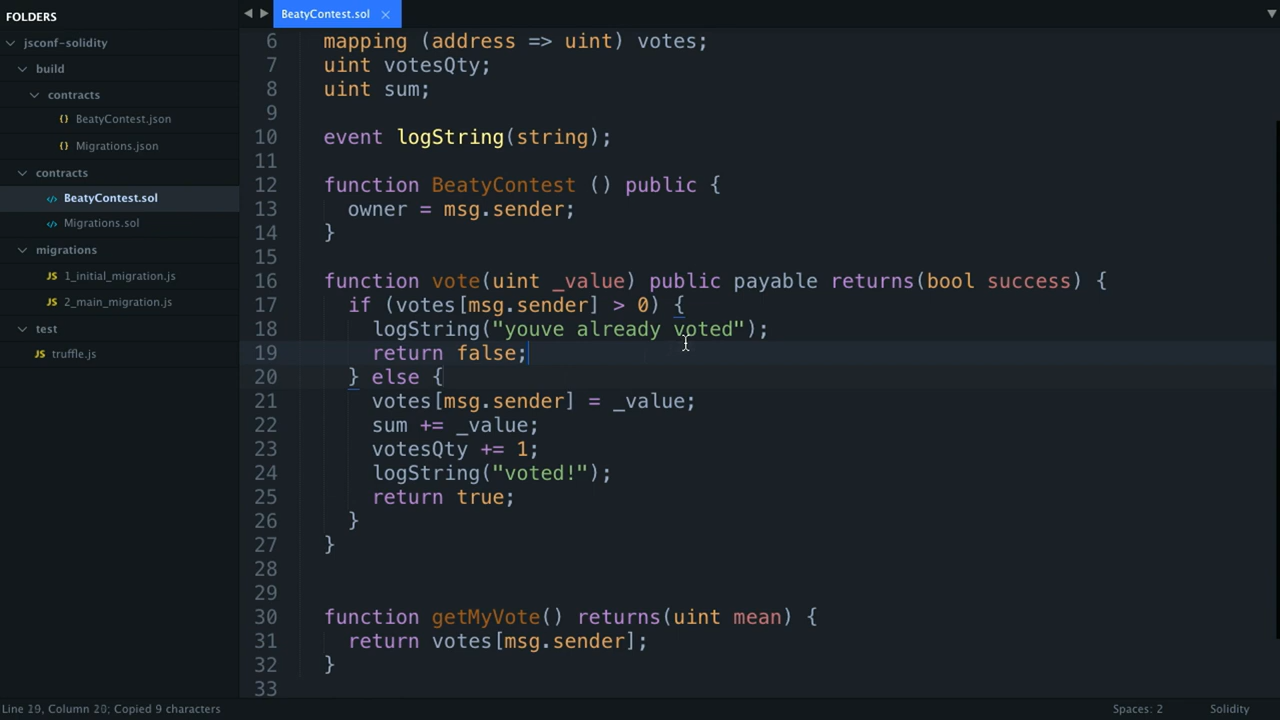 FOLDERS
jsconf-solidity
build
contracts
{} BeatyContest.json
{} Migrations.json
contracts
</> BeatyContest.sol
</> Migrations.sol
migrations
JS 1_initial_migration.js
JS 2_main_migration.js
test
JS truffle.js
BeatyContest.sol ×
6 mapping (address => uint) votes;
7 uint votesQty;
8 uint sum;
9
10 event logString(string);
11
12 function BeatyContest () public {
13 owner = msg.sender;
14 }
15
16 function vote(uint _value) public payable returns(bool success) {
17 if (votes[msg.sender] > 0) {
18 logString("youve already voted");
19 return false;
20 } else {
21 votes[msg.sender] = _value;
22 sum += _value;
23 votesQty += 1;
24 logString("voted!");
25 return true;
26 }
27 }
28
29
30 function getMyVote() returns(uint mean) {
31 return votes[msg.sender];
32 }
33
Line 19, Column 20; Copied 9 characters
Spaces: 2
Solidity